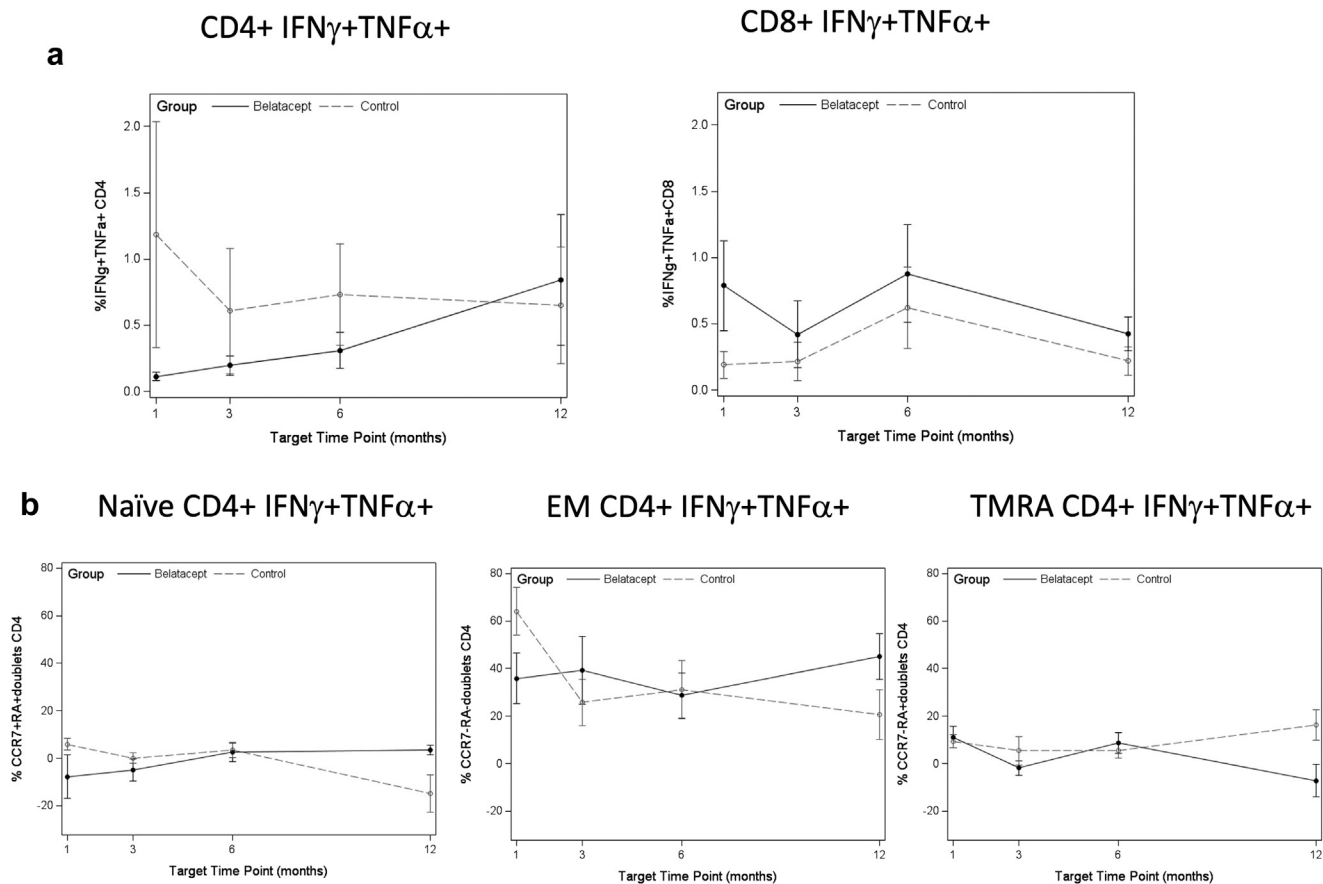 CD4+ IFNγ+TNFα+
CD8+ IFNγ+TNFα+
a
Group Belatacept Control
2.0
1.5
1.0
0.5
0.0
%IFNg+TNFa+ CD4
1 3 6 12
Target Time Point (months)
Group Belatacept Control
2.0
1.5
1.0
0.5
0.0
%IFNg+TNFa+CD8
1 3 6 12
Target Time Point (months)
b
Naïve CD4+ IFNγ+TNFα+
EM CD4+ IFNγ+TNFα+
TMRA CD4+ IFNγ+TNFα+
Group Belatacept Control
80
60
40
20
0
-20
% CCR7+RA+doublets CD4
1 3 6 12
Target Time Point (months)
Group Belatacept Control
80
60
40
20
0
-20
% CCR7-RA-doublets CD4
1 3 6 12
Target Time Point (months)
Group Belatacept Control
80
60
40
20
0
-20
% CCR7-RA+doublets CD4
1 3 6 12
Target Time Point (months)